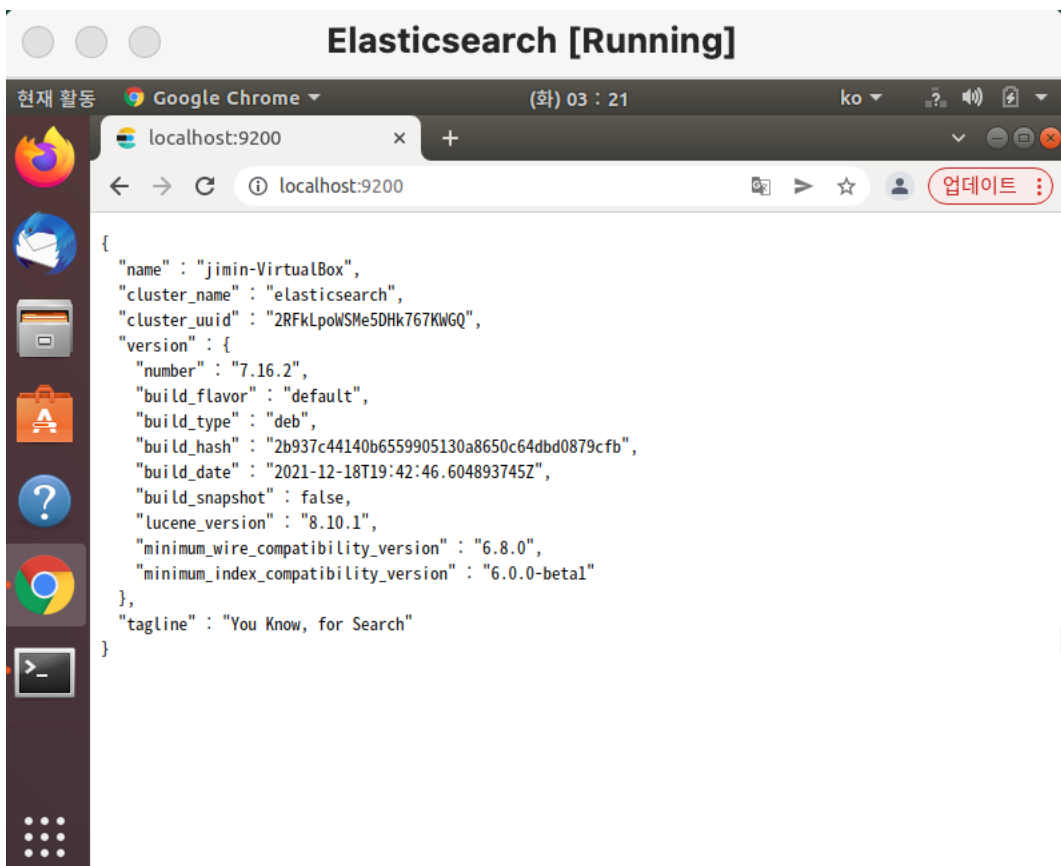 Elasticsearch [Running]
현재 활동 Google Chrome (화) 03 : 21 ko
localhost:9200
localhost:9200 업데이트
{
  "name" : "jimin-VirtualBox",
  "cluster_name" : "elasticsearch",
  "cluster_uuid" : "2RFkLpoWSMe5DHk767KWGQ",
  "version" : {
    "number" : "7.16.2",
    "build_flavor" : "default",
    "build_type" : "deb",
    "build_hash" : "2b937c44140b6559905130a8650c64dbd0879cfb",
    "build_date" : "2021-12-18T19:42:46.604893745Z",
    "build_snapshot" : false,
    "lucene_version" : "8.10.1",
    "minimum_wire_compatibility_version" : "6.8.0",
    "minimum_index_compatibility_version" : "6.0.0-beta1"
  },
  "tagline" : "You Know, for Search"
}